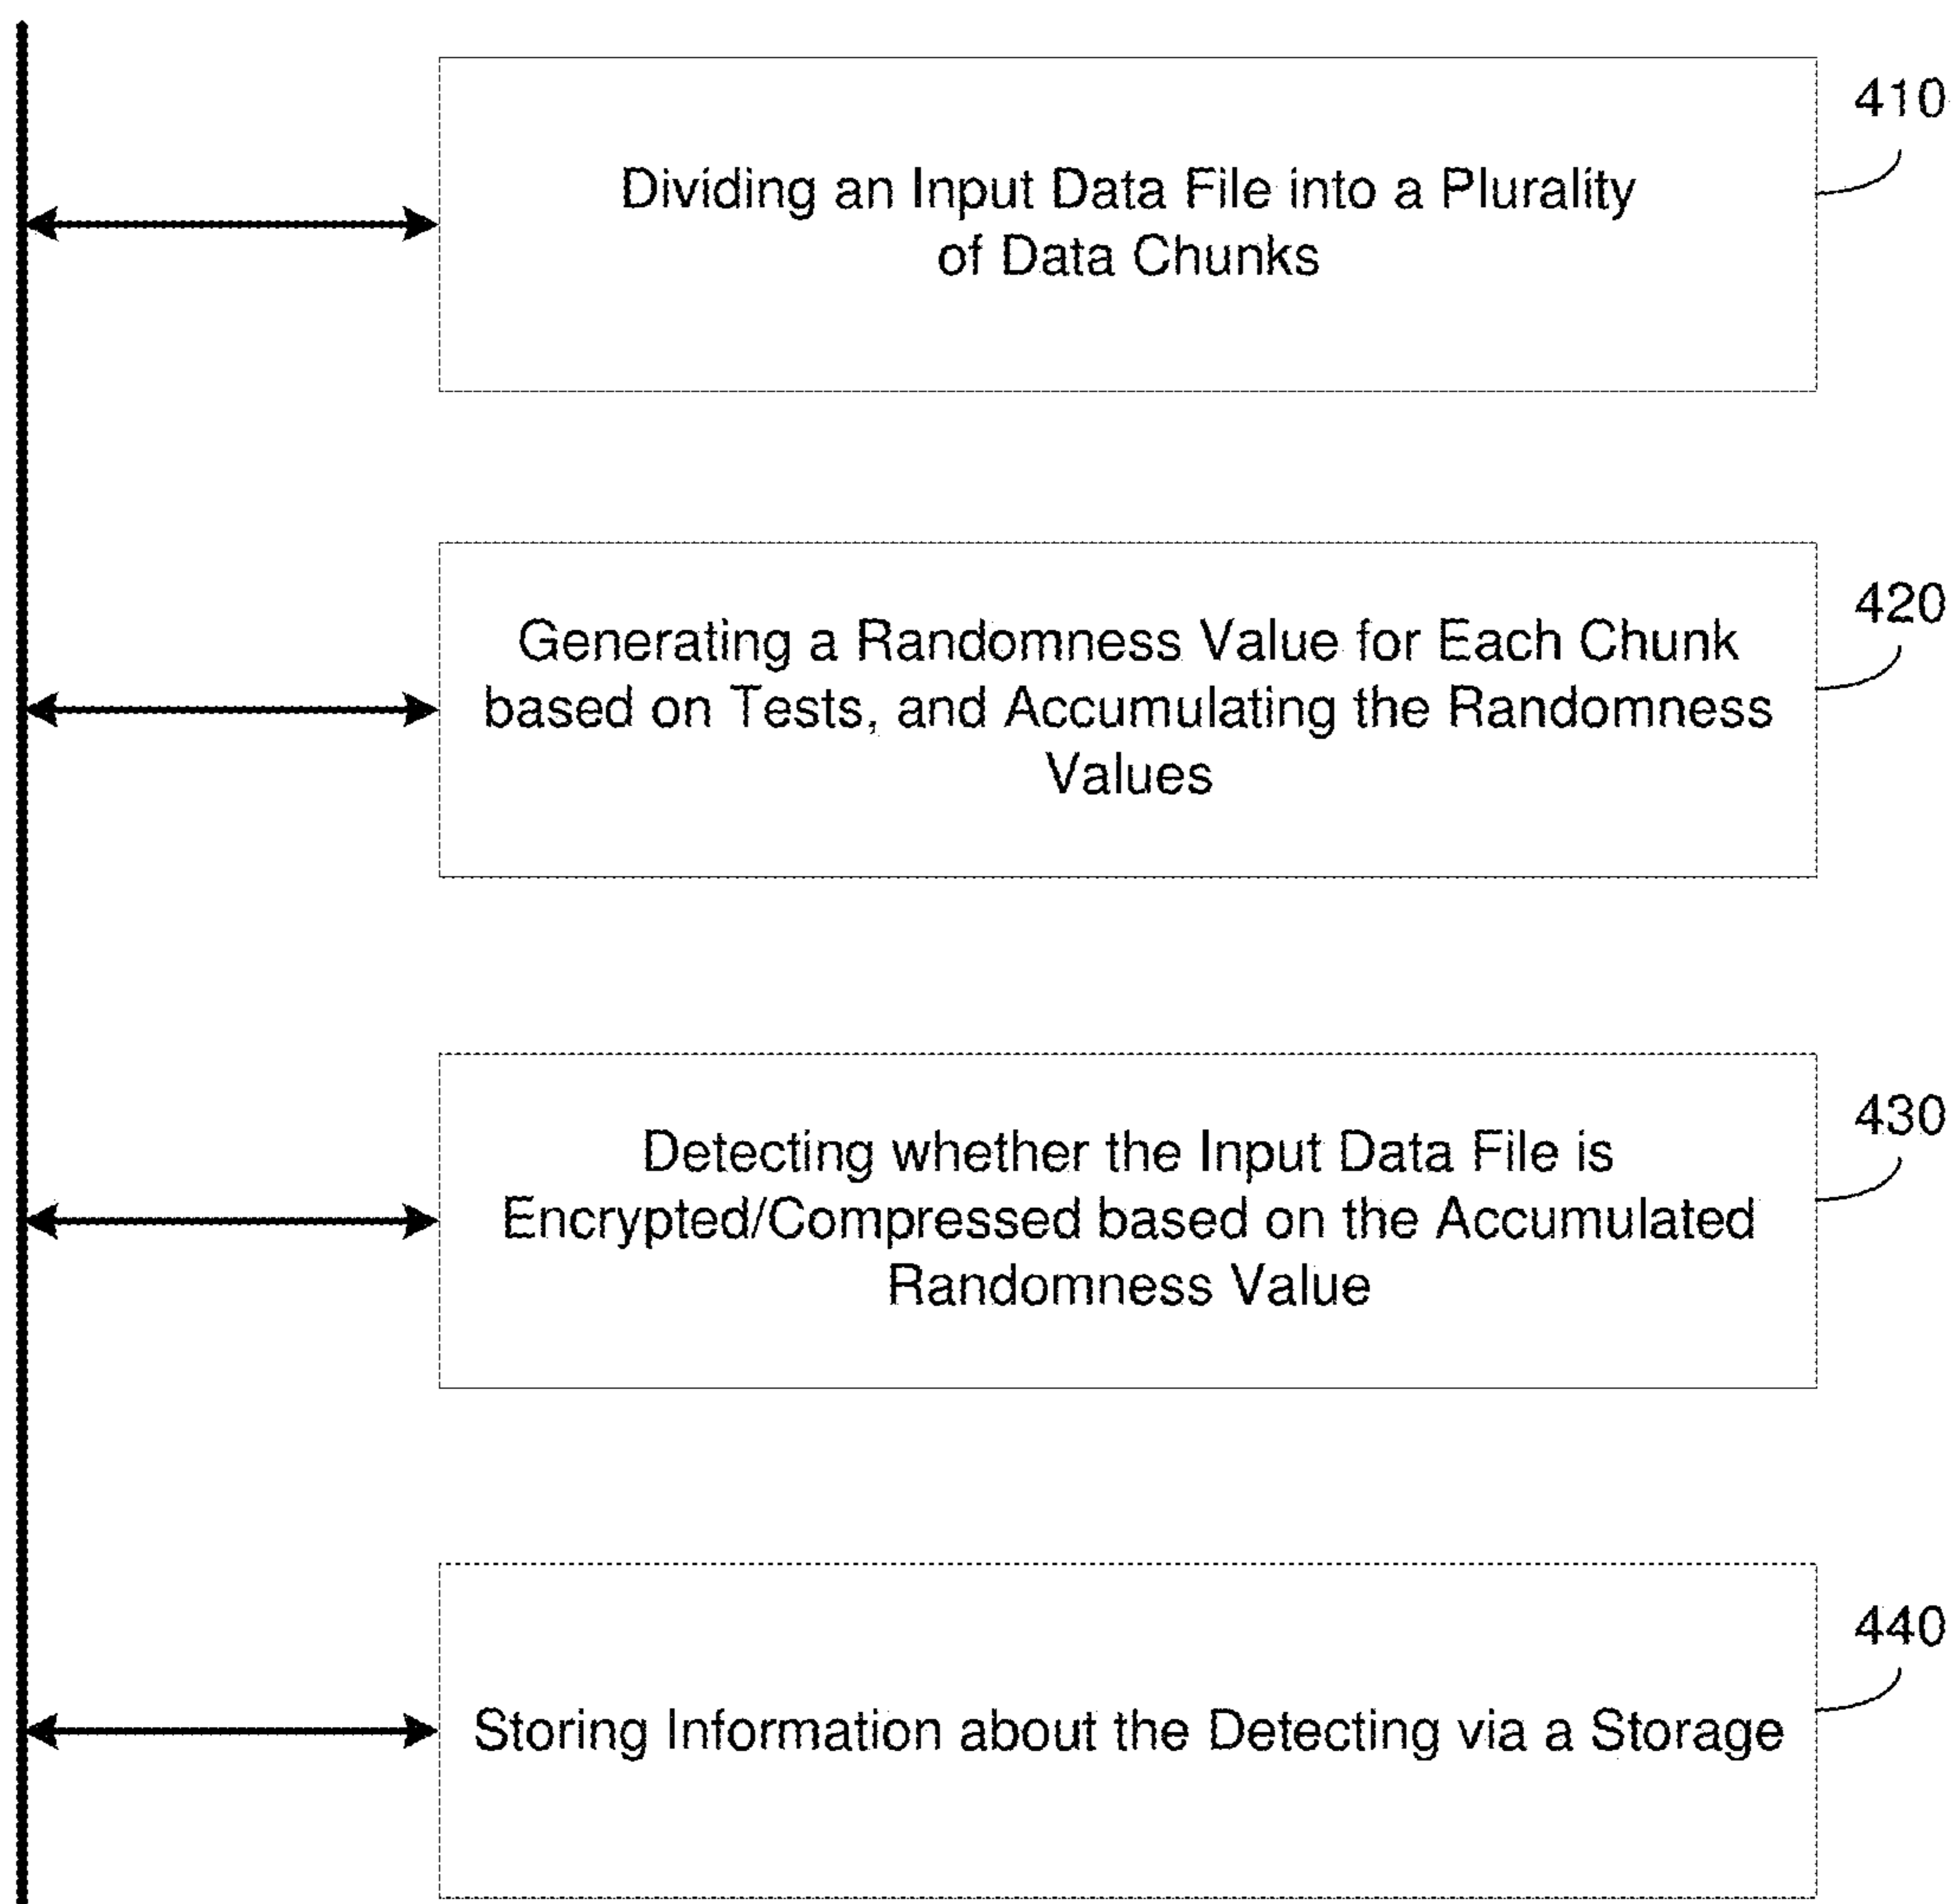 410
Dividing an Input Data File into a Plurality
of Data Chunks
420
Generating a Randomness Value for Each Chunk
based on Tests, and Accumulating the Randomness
Values
430
Detecting whether the Input Data File is
Encrypted/Compressed based on the Accumulated
Randomness Value
440
Storing Information about the Detecting via a Storage